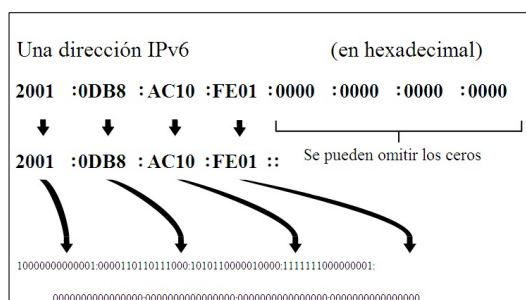 Una dirección IPv6 (en hexadecimal)
2001 :0DB8 :AC10 :FE01 :0000 :0000 :0000 :0000
2001 :0DB8 :AC10 :FE01 :: Se pueden omitir los ceros
10000000000001:0000110110111000:1010110000010000:1111111000000001:
0000000000000000:0000000000000000:0000000000000000:0000000000000000